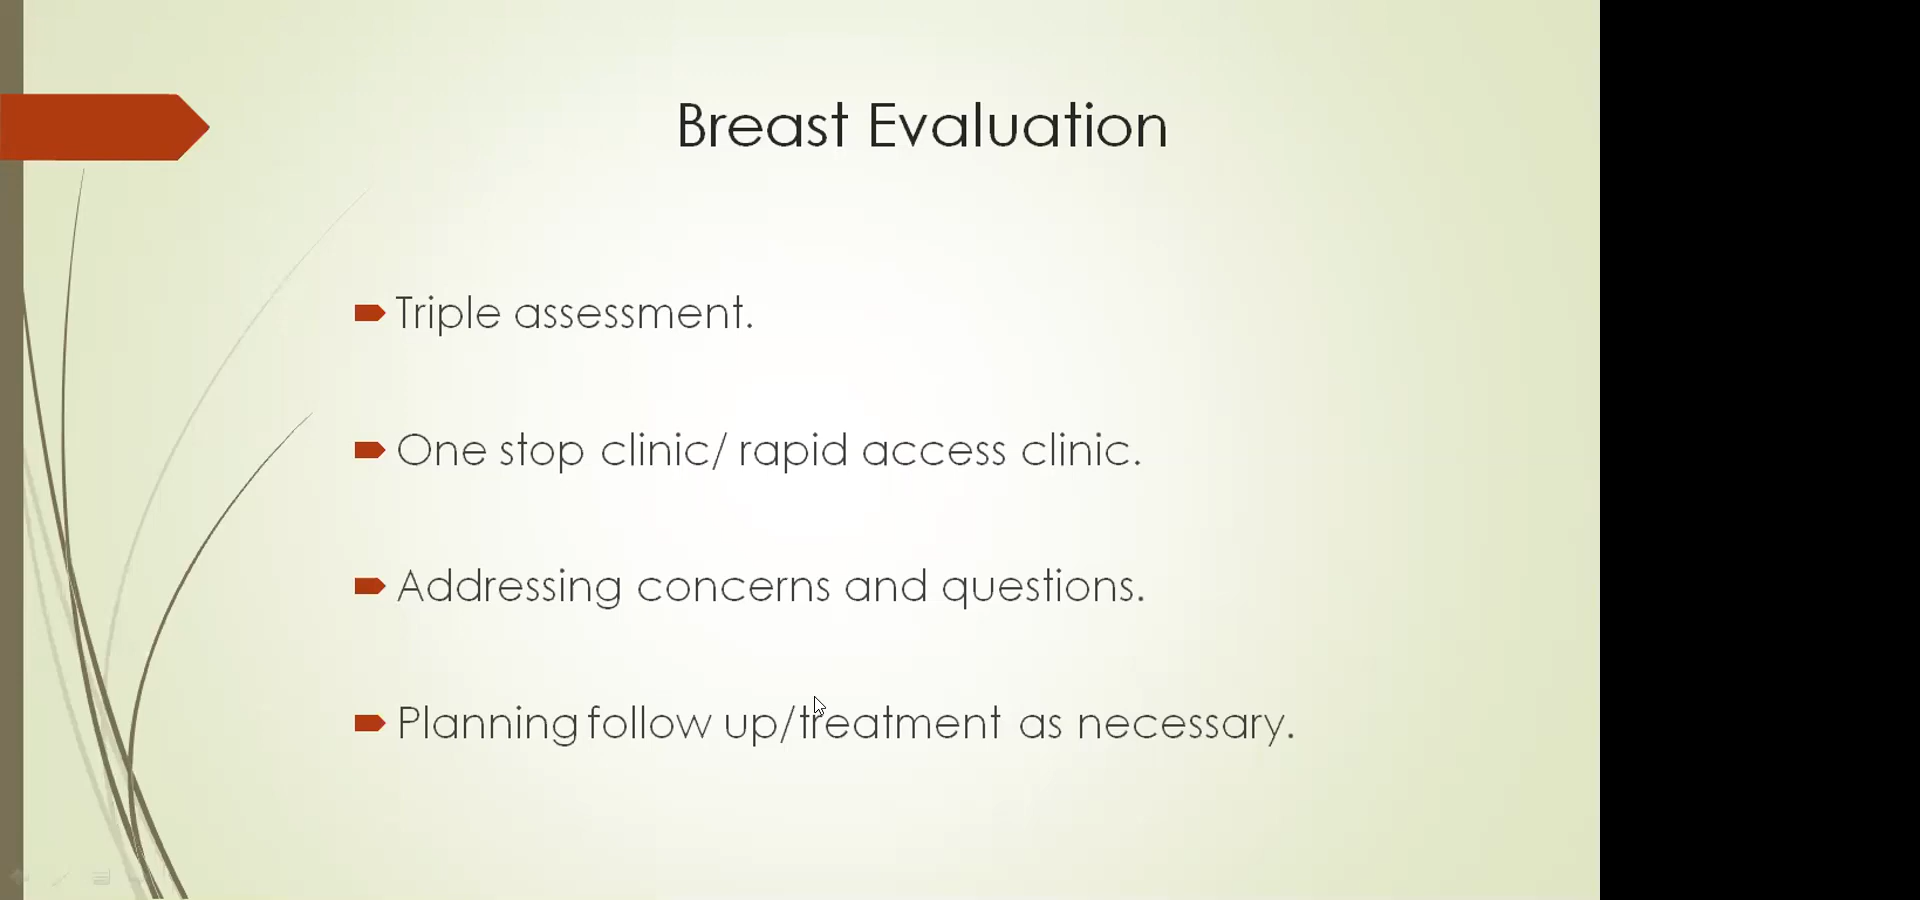 Breast Evaluation
Triple assessment.
One stop clinic/ rapid access clinic.
Addressing concerns and questions.
Planning follow up/treatment as necessary.